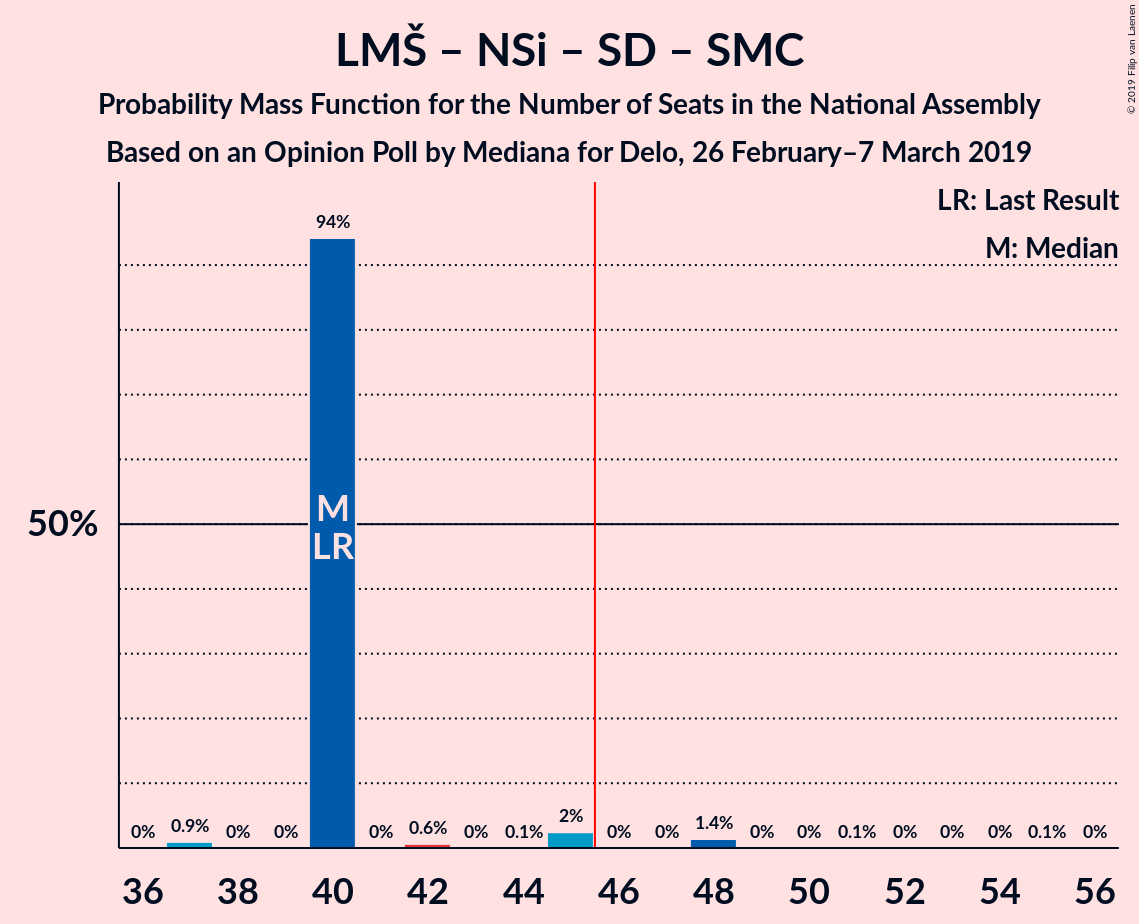 LMŠ – NSi – SD – SMC
Probability Mass Function for the Number of Seats in the National Assembly
Based on an Opinion Poll by Mediana for Delo, 26 February–7 March 2019
© 2019 Filip van Laenen
LR: Last Result
M: Median
50%
M
LR
0% 0.9% 0% 0% 94% 0% 0.6% 0% 0.1% 2% 0% 0% 1.4% 0% 0% 0.1% 0% 0% 0% 0.1% 0%
36 38 40 42 44 46 48 50 52 54 56